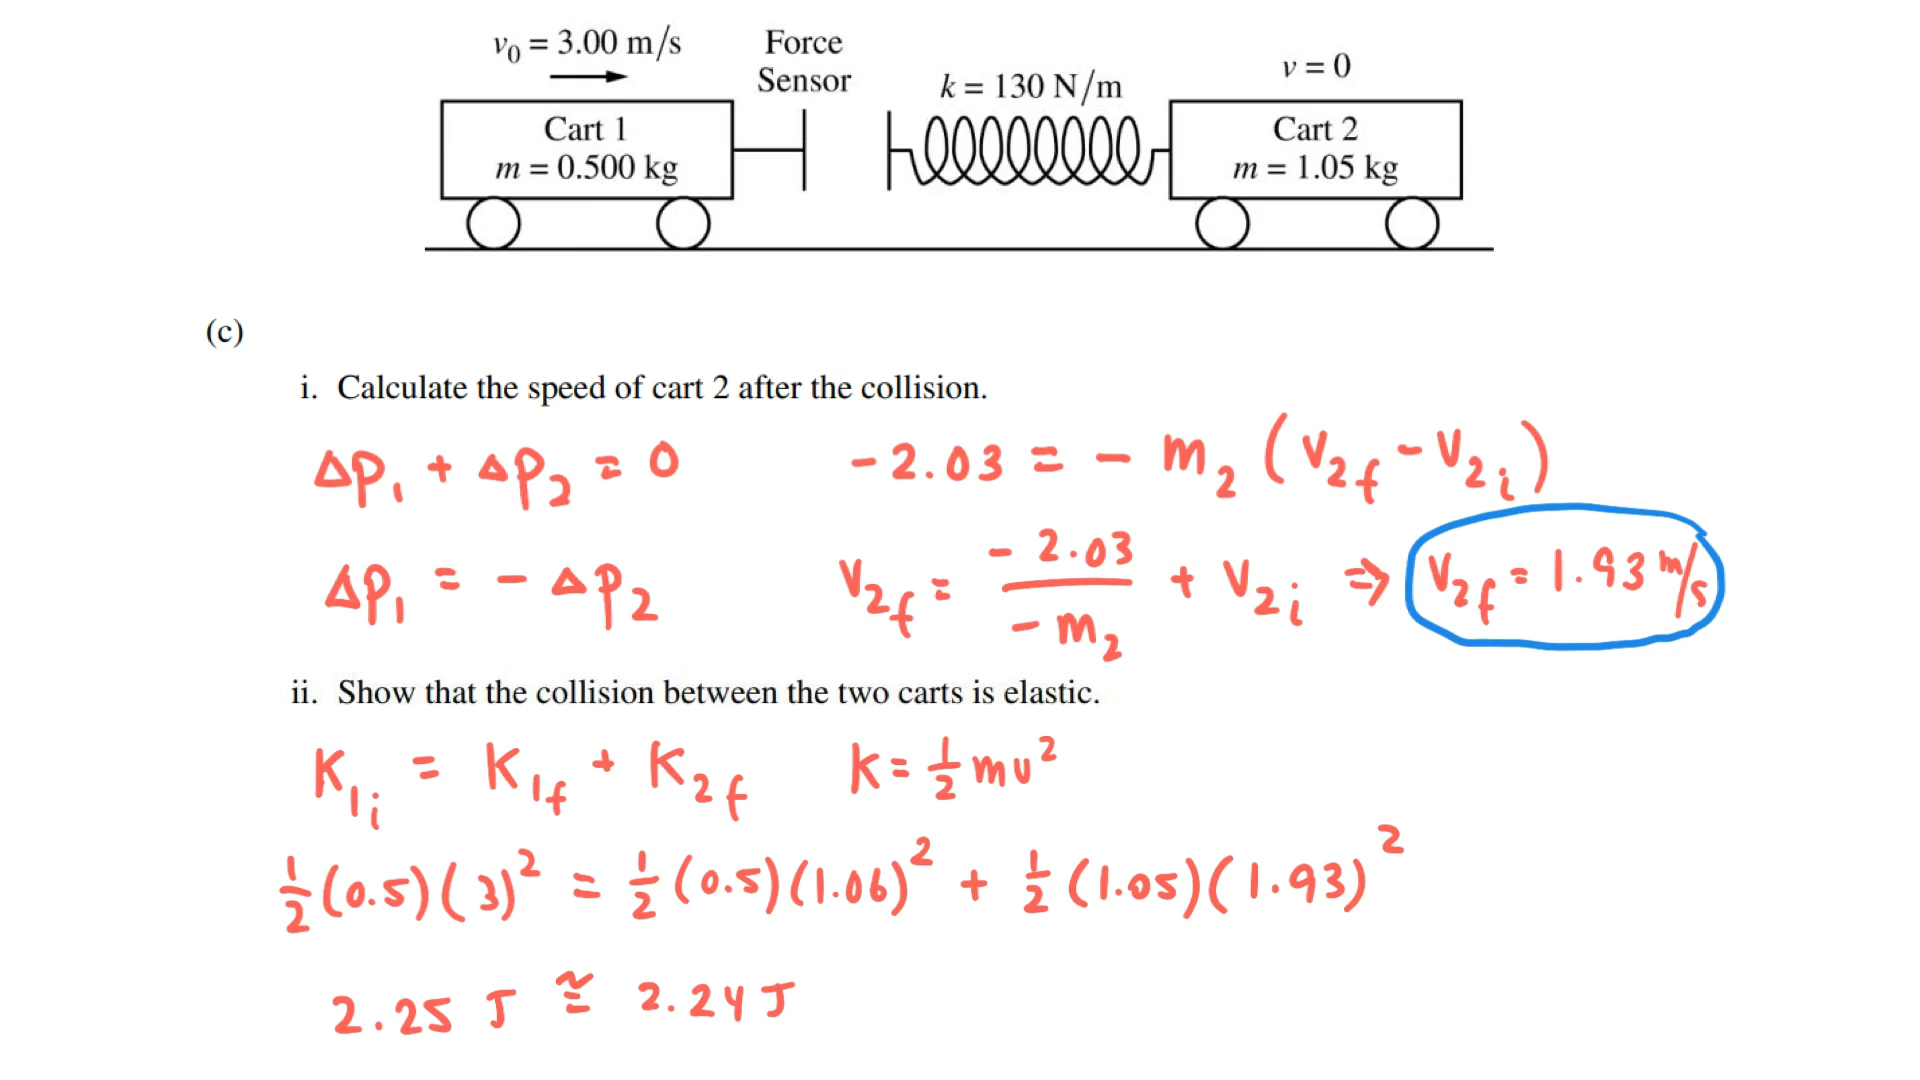 v₀ = 3.00 m/s
Force
Sensor
k = 130 N/m
v = 0
Cart 1
m = 0.500 kg
Cart 2
m = 1.05 kg
(c)
i. Calculate the speed of cart 2 after the collision.
Δp₁ + Δp₂ = 0
-2.03 = - m₂ (v₂f - v₂i)
Δp₁ = - Δp₂
v₂f = -2.03 / -m₂ + v₂i ⇒ v₂f = 1.93 m/s
ii. Show that the collision between the two carts is elastic.
K₁i = K₁f + K₂f
K = ½ mv²
½(0.5)(3)² = ½(0.5)(1.06)² + ½(1.05)(1.93)²
2.25 J ≅ 2.24 J